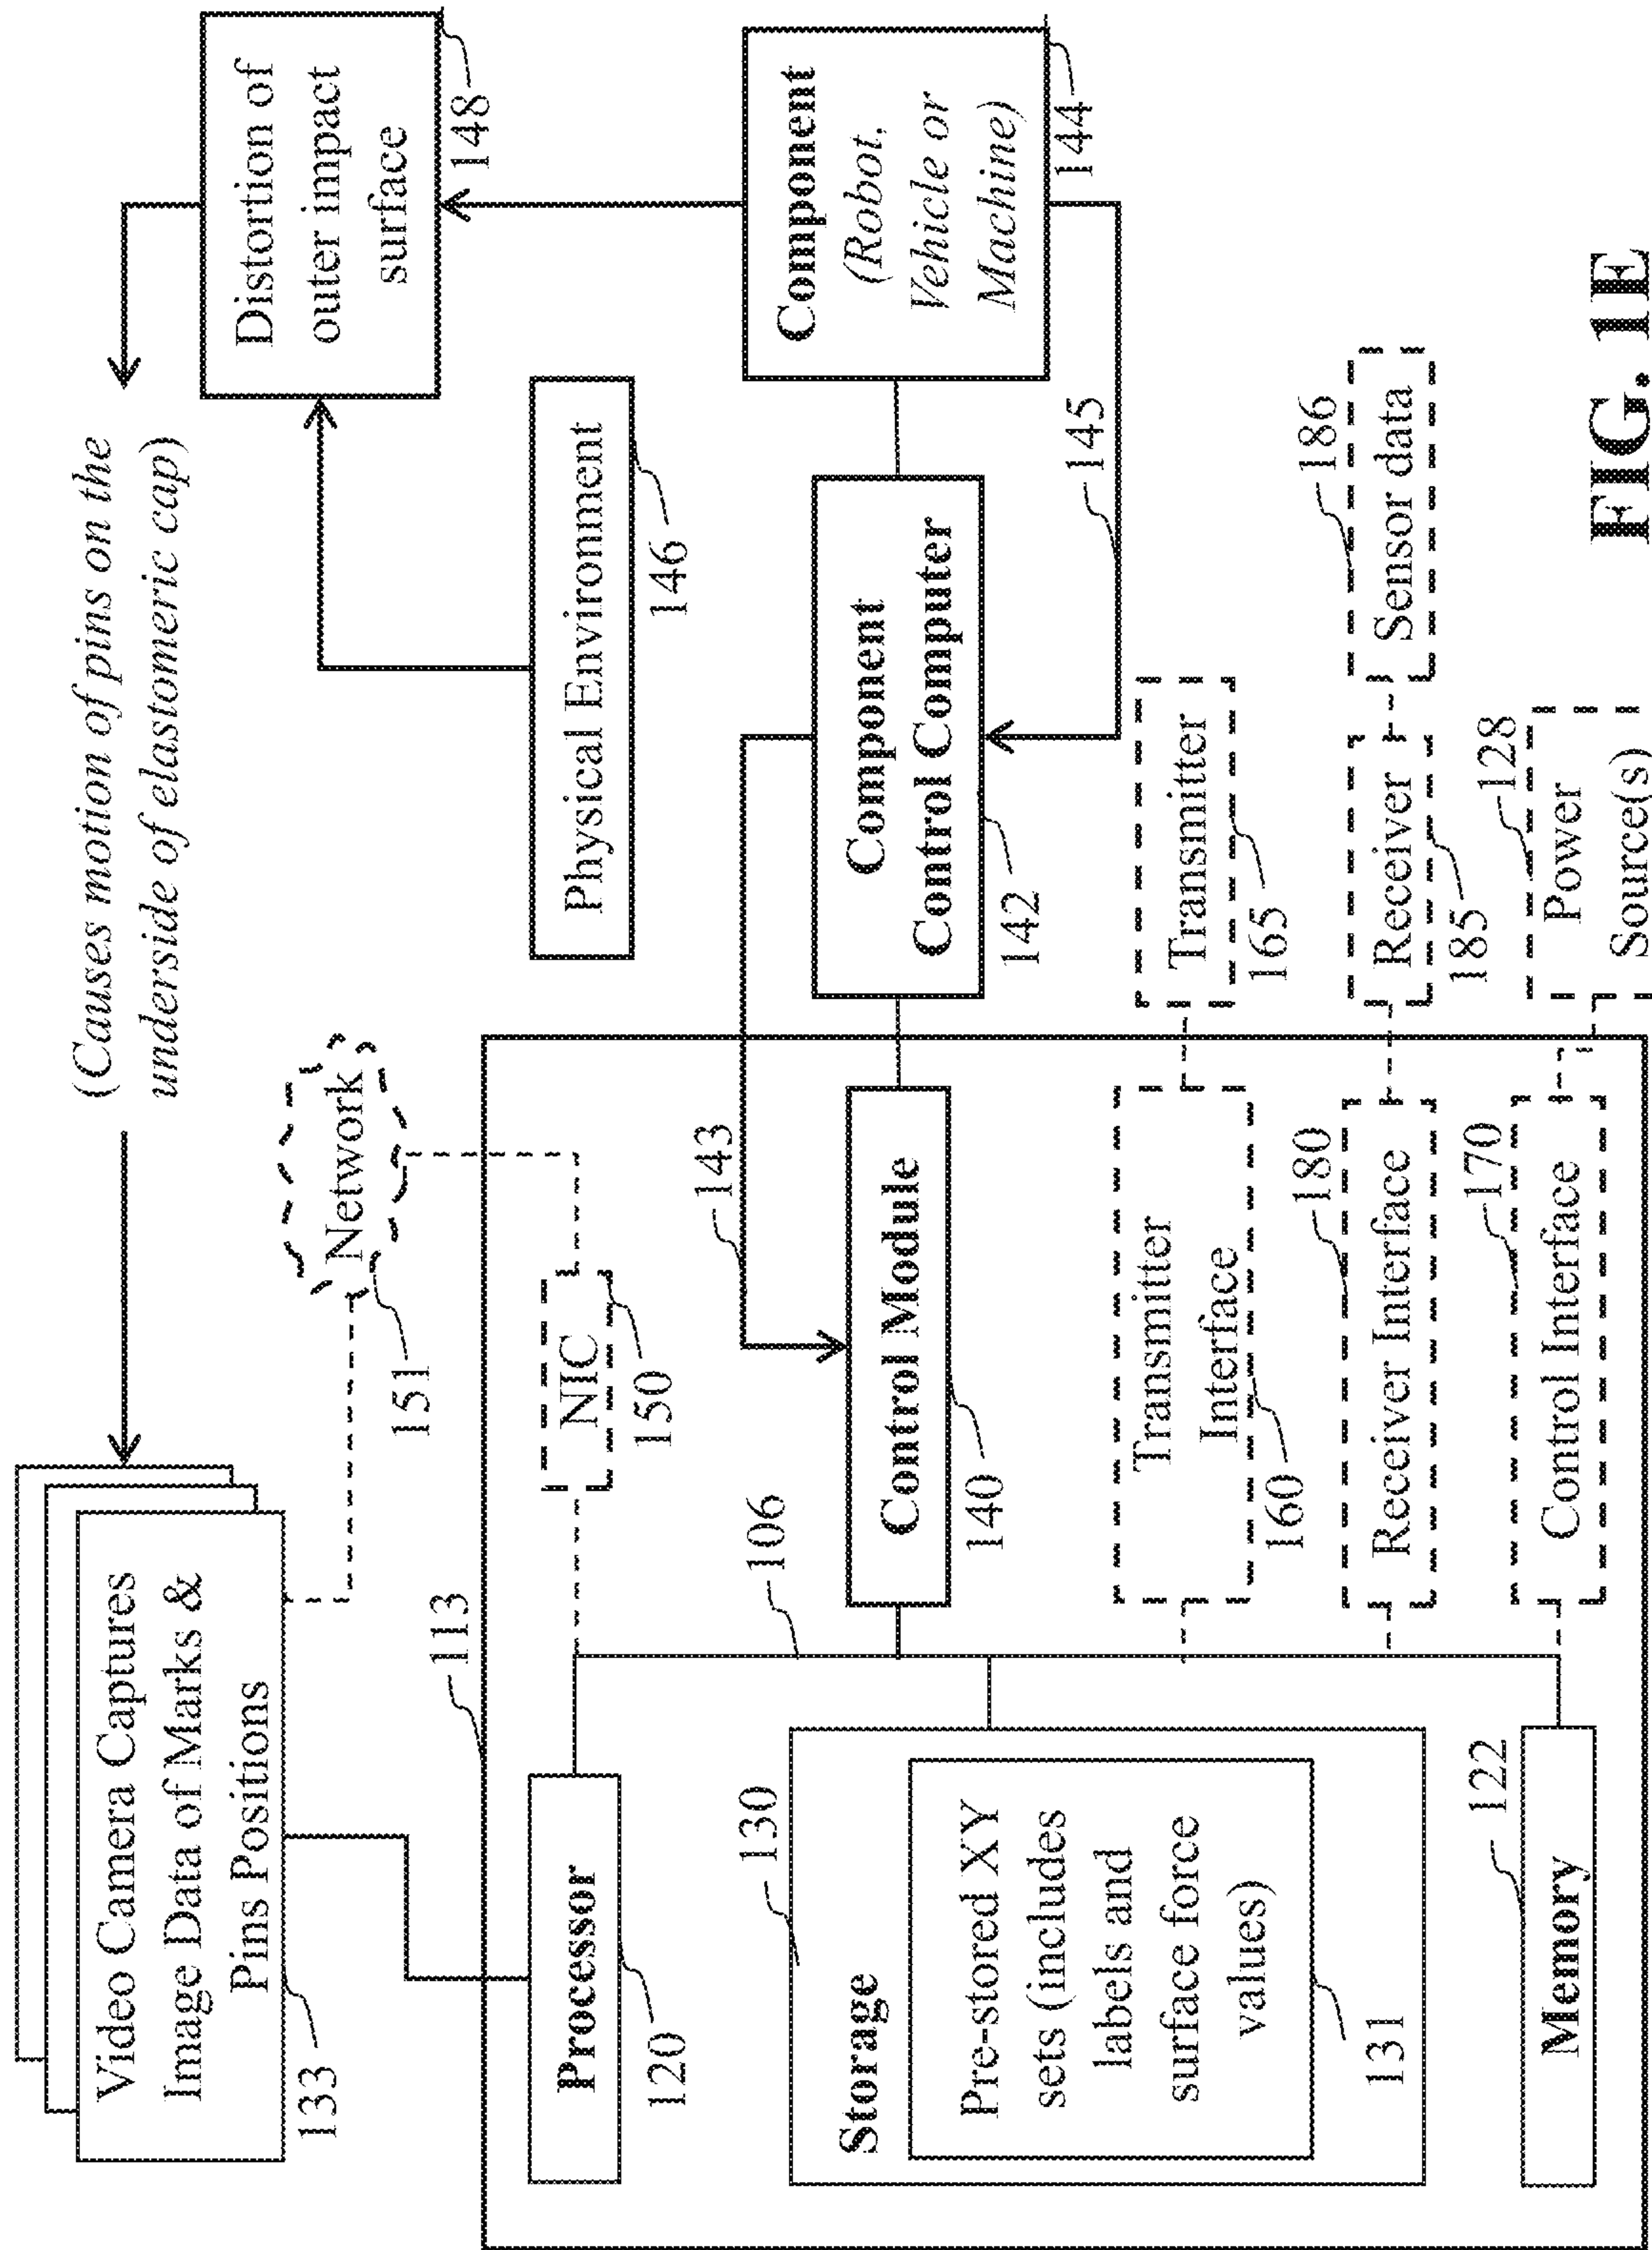 (Causes motion of pins on the
underside of elastomeric cap)
Video Camera Captures
Image Data of Marks &
Pins Positions
133
Network
151
Distortion of
outer impact
surface
148
113
Processor
120
NIC
150
Physical Environment
146
106
143
Storage
130
Pre-stored XY
sets (includes
labels and
surface force
values)
131
Control Module
140
Component
Control Computer
142
Component
(Robot,
Vehicle or
Machine)
144
145
Transmitter
Interface
160
Transmitter
165
Receiver Interface
180
Receiver
185
Sensor data
186
Memory
122
Control Interface
170
Power
Source(s)
128
FIG. 1E